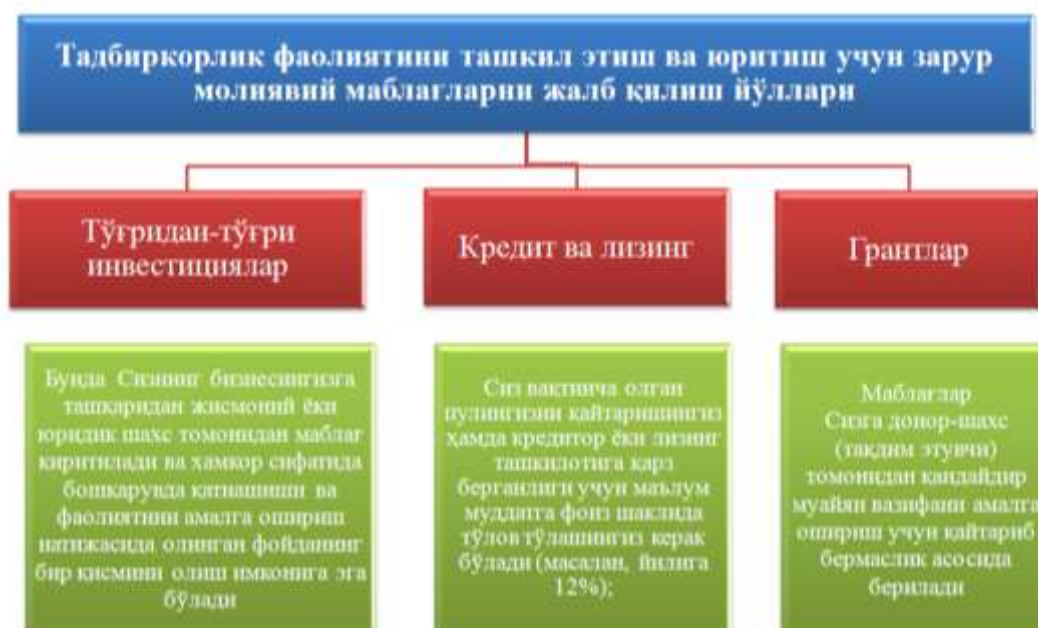 Тадбиркорлик фаолиятини ташкил этиш ва юритиш учун зарур
молиявий маблағларни жалб қилиш йўллари
Тўғридан-тўғри
инвестициялар
Кредит ва лизинг
Грантлар
Бунда Сизнинг бизнесингизга
ташқаридан жисмоний ёки
юридик шахс томонидан маблағ
киритилади ва хамкор сифатида
бошқарувда қатнашиши ва
фаолиятини амалга ошириш
натижасида олинган фойданинг
бир қисмини олиш имконига эга
бўлади
Сиз вақтинча олган
пулингизни қайтаришингиз
ҳамда кредитор ёки лизинг
ташкилотига қарз
берганлиги учун маълум
муддатга фоиз шаклида
тўлов тўлашингиз керак
бўлади (масалан, йилига
12%);
Маблағлар
Сизга донор-шахс
(тақдим этувчи)
томонидан қандайдир
муайян вазифани амалга
ошириш учун қайтариб
бермаслик асосида
берилади